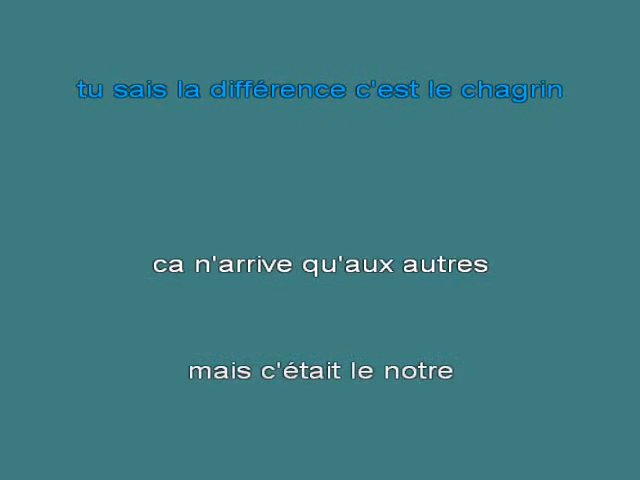 tu sais la différence c'est le chagrin
ca n'arrive qu'aux autres
mais c'était le notre